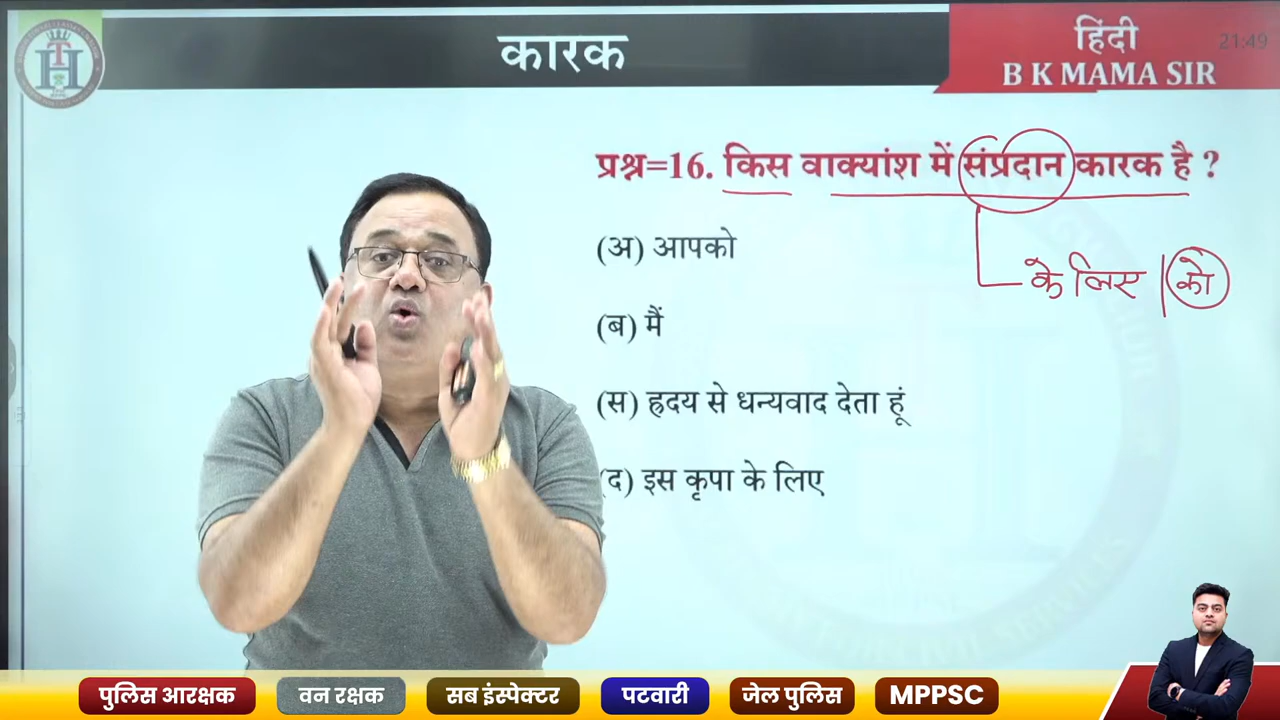 कारक
हिंदी
21:49
B K MAMA SIR
प्रश्न=16. किस वाक्यांश में संप्रदान कारक है ?
(अ) आपको
के लिए | को
(ब) मैं
(स) ह्रदय से धन्यवाद देता हूं
(द) इस कृपा के लिए
पुलिस आरक्षक
वन रक्षक
सब इंस्पेक्टर
पटवारी
जेल पुलिस
MPPSC